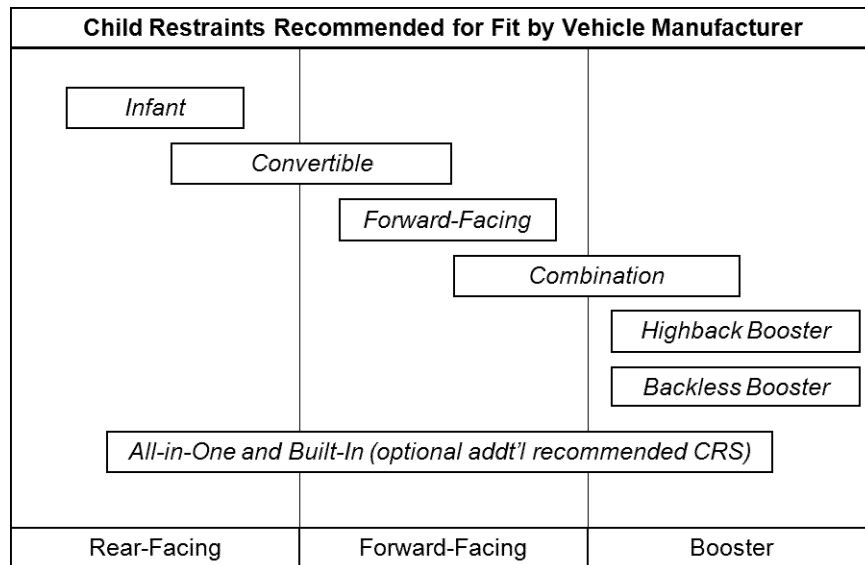 Child Restraints Recommended for Fit by Vehicle Manufacturer
Infant
Convertible
Forward-Facing
Combination
Highback Booster
Backless Booster
All-in-One and Built-In (optional addt'l recommended CRS)
Rear-Facing
Forward-Facing
Booster